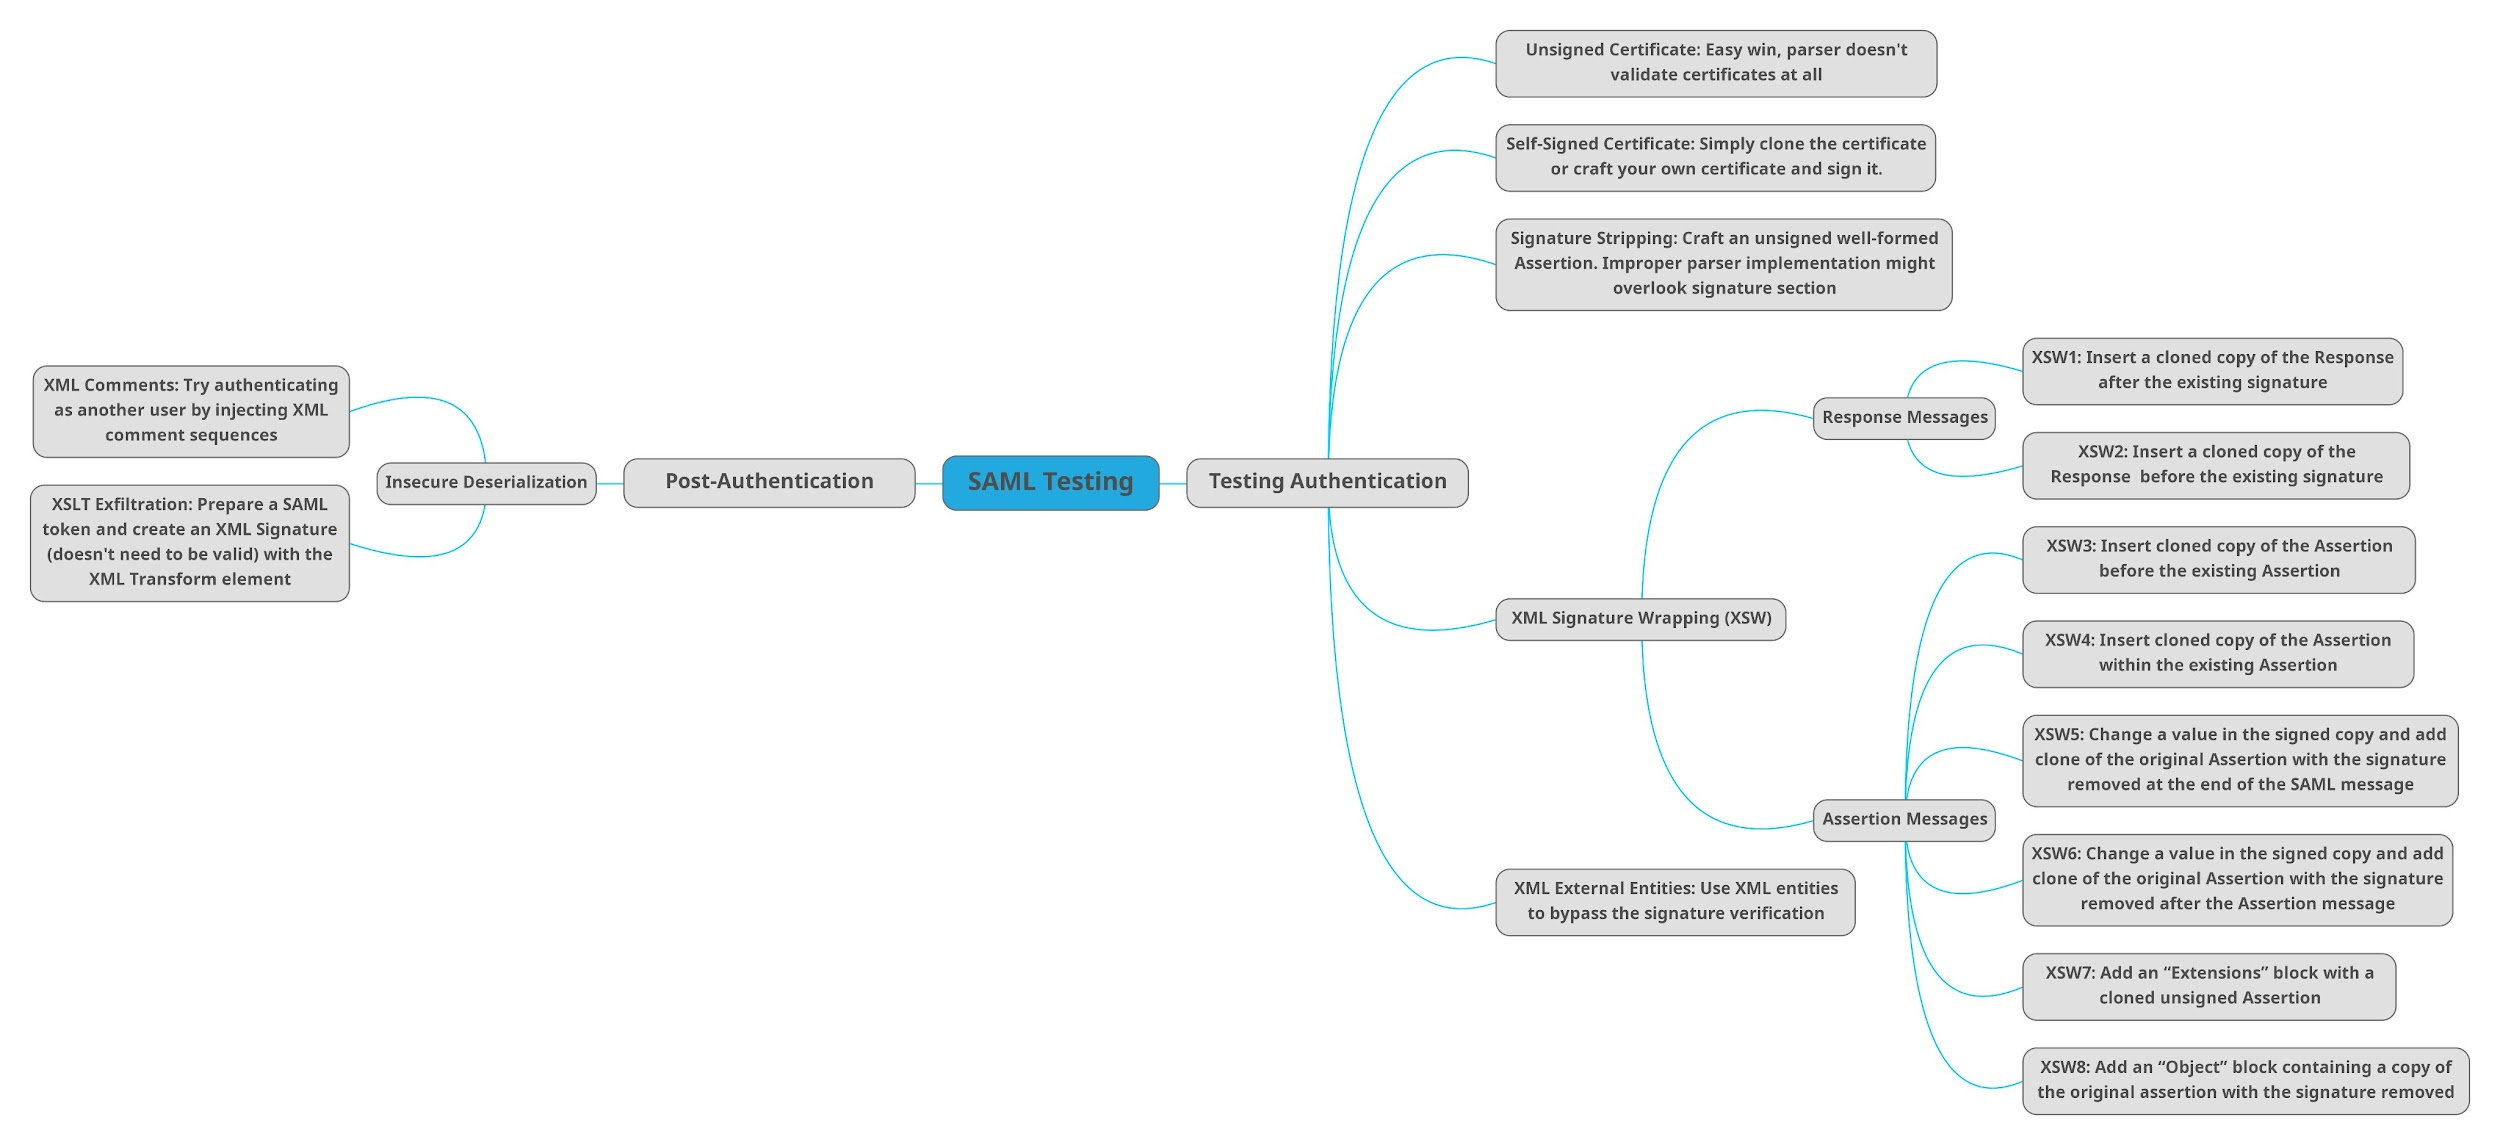 SAML Testing
Post-Authentication
Insecure Deserialization
XML Comments: Try authenticating
as another user by injecting XML
comment sequences
XSLT Exfiltration: Prepare a SAML
token and create an XML Signature
(doesn't need to be valid) with the
XML Transform element
Testing Authentication
Unsigned Certificate: Easy win, parser doesn't
validate certificates at all
Self-Signed Certificate: Simply clone the certificate
or craft your own certificate and sign it.
Signature Stripping: Craft an unsigned well-formed
Assertion. Improper parser implementation might
overlook signature section
XML Signature Wrapping (XSW)
Response Messages
XSW1: Insert a cloned copy of the Response
after the existing signature
XSW2: Insert a cloned copy of the
Response  before the existing signature
Assertion Messages
XSW3: Insert cloned copy of the Assertion
before the existing Assertion
XSW4: Insert cloned copy of the Assertion
within the existing Assertion
XSW5: Change a value in the signed copy and add
clone of the original Assertion with the signature
removed at the end of the SAML message
XSW6: Change a value in the signed copy and add
clone of the original Assertion with the signature
removed after the Assertion message
XSW7: Add an “Extensions” block with a
cloned unsigned Assertion
XSW8: Add an “Object” block containing a copy of
the original assertion with the signature removed
XML External Entities: Use XML entities
to bypass the signature verification